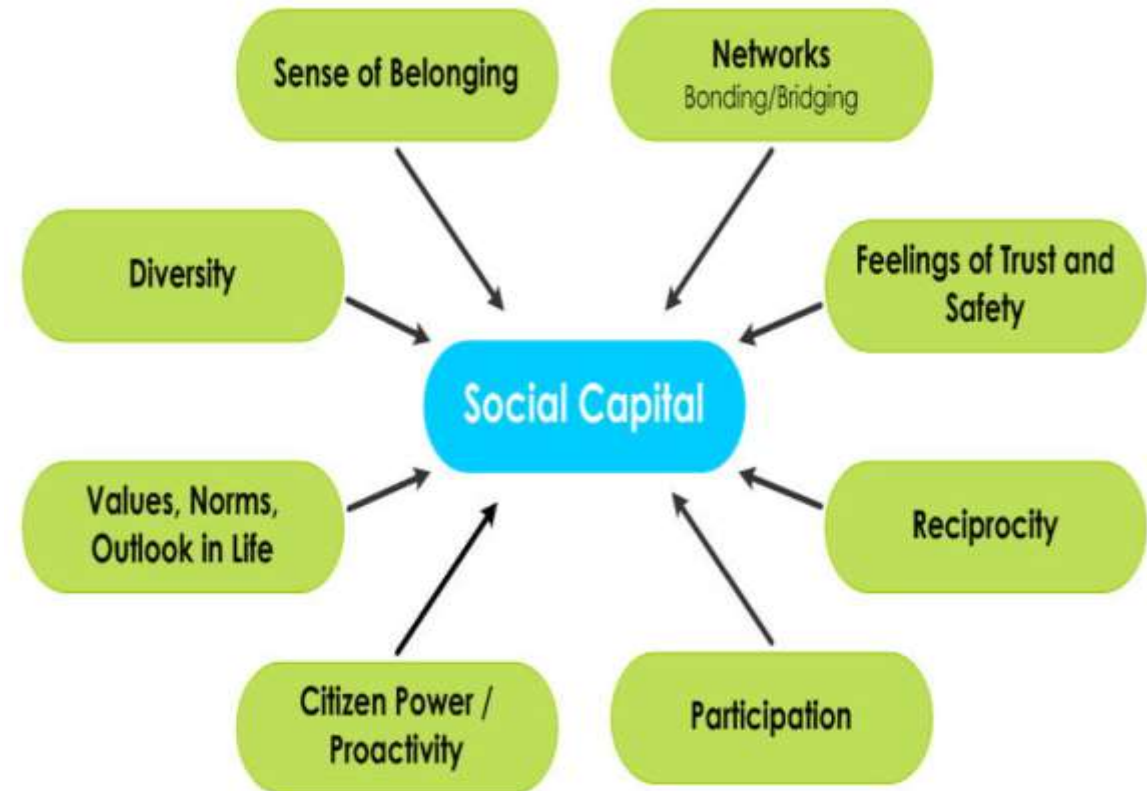 Sense of Belonging
Networks
Bonding/Bridging
Diversity
Feelings of Trust and
Safety
Social Capital
Values, Norms,
Outlook in Life
Reciprocity
Citizen Power /
Proactivity
Participation